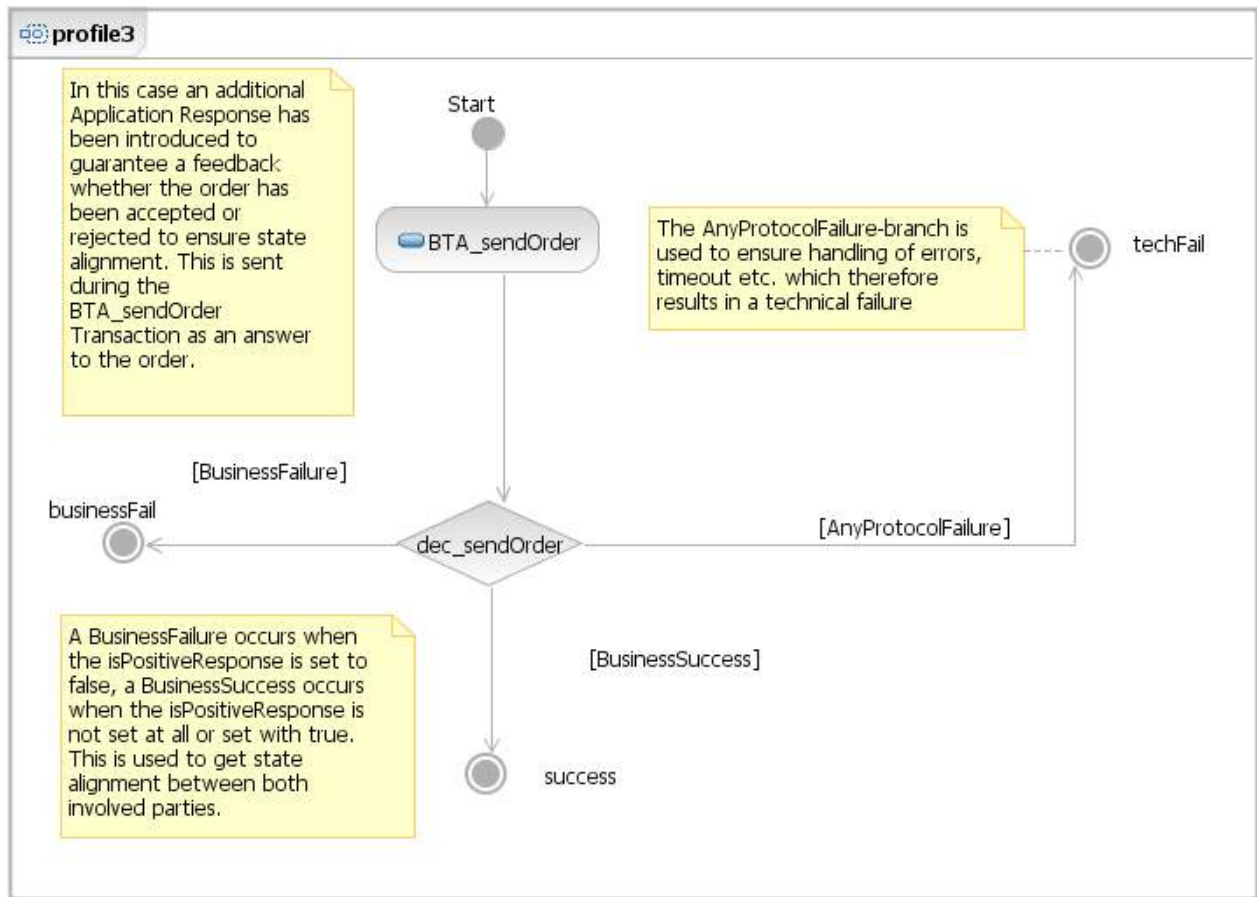 profile3
In this case an additional
Application Response has
been introduced to
guarantee a feedback
whether the order has
been accepted or
rejected to ensure state
alignment. This is sent
during the
BTA_sendOrder
Transaction as an answer
to the order.
Start
BTA_sendOrder
The AnyProtocolFailure-branch is
used to ensure handling of errors,
timeout etc. which therefore
results in a technical failure
techFail
[BusinessFailure]
businessFail
dec_sendOrder
[AnyProtocolFailure]
A BusinessFailure occurs when
the isPositiveResponse is set to
false, a BusinessSuccess occurs
when the isPositiveResponse is
not set at all or set with true.
This is used to get state
alignment between both
involved parties.
[BusinessSuccess]
success